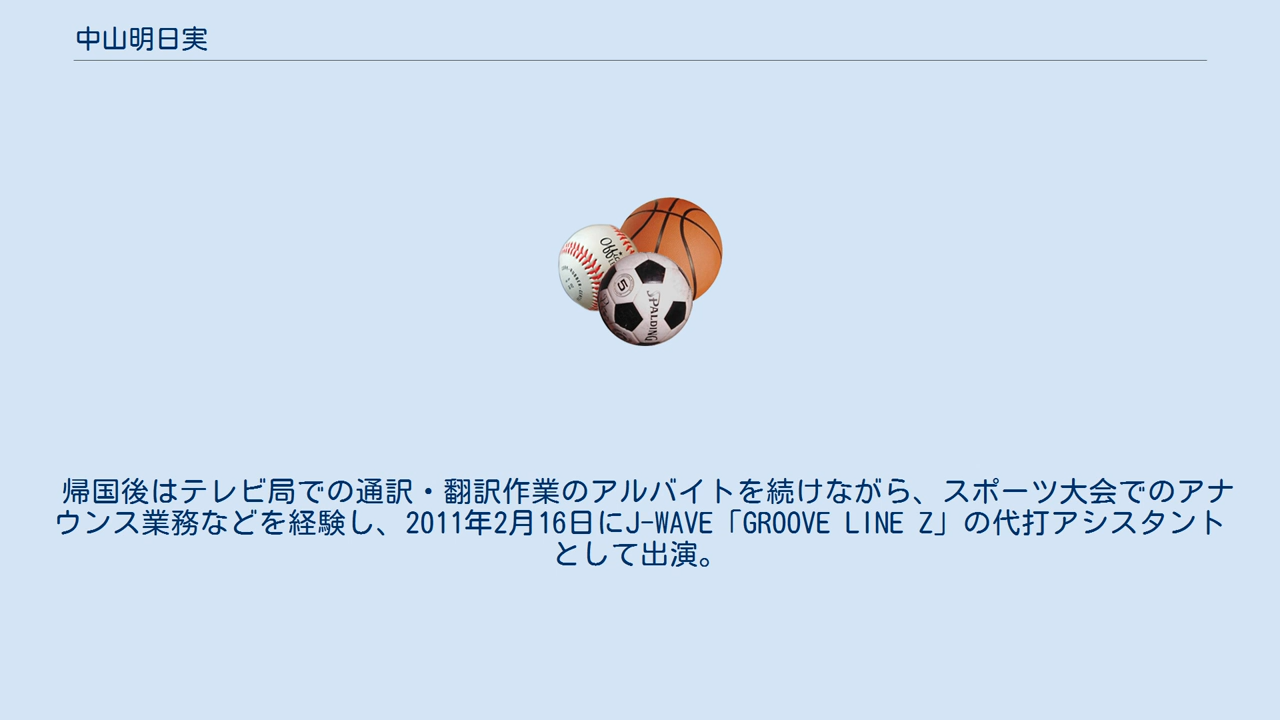 中山明日実
Offic
5
SPALDING
帰国後はテレビ局での通訳・翻訳作業のアルバイトを続けながら、スポーツ大会でのアナ
ウンス業務などを経験し、2011年2月16日にJ-WAVE「GROOVE LINE Z」の代打アシスタント
として出演。